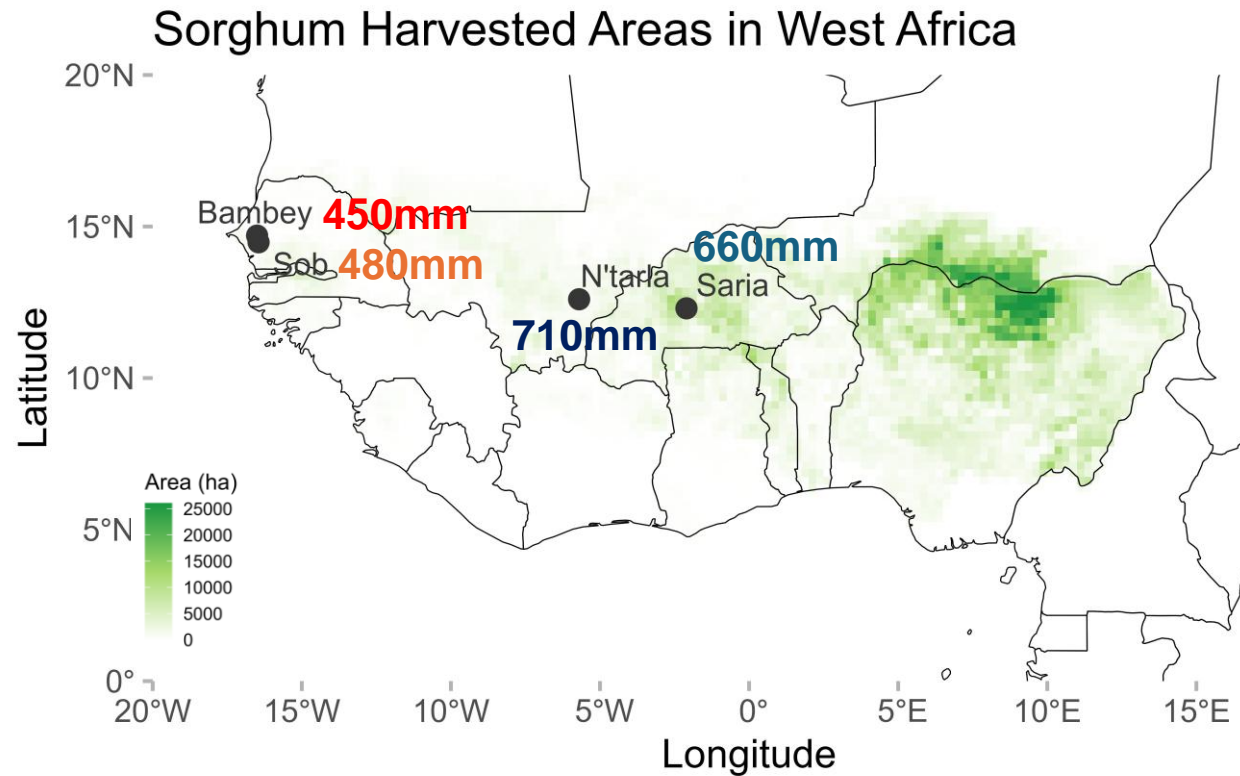 Sorghum Harvested Areas in West Africa
20°N
15°N
10°N
5°N
0°
Latitude
Bambey 450mm
Sob 480mm
660mm
N'tarla Saria
710mm
Area (ha)
25000
20000
15000
10000
5000
0
20°W 15°W 10°W 5°W 0° 5°E 10°E 15°E
Longitude